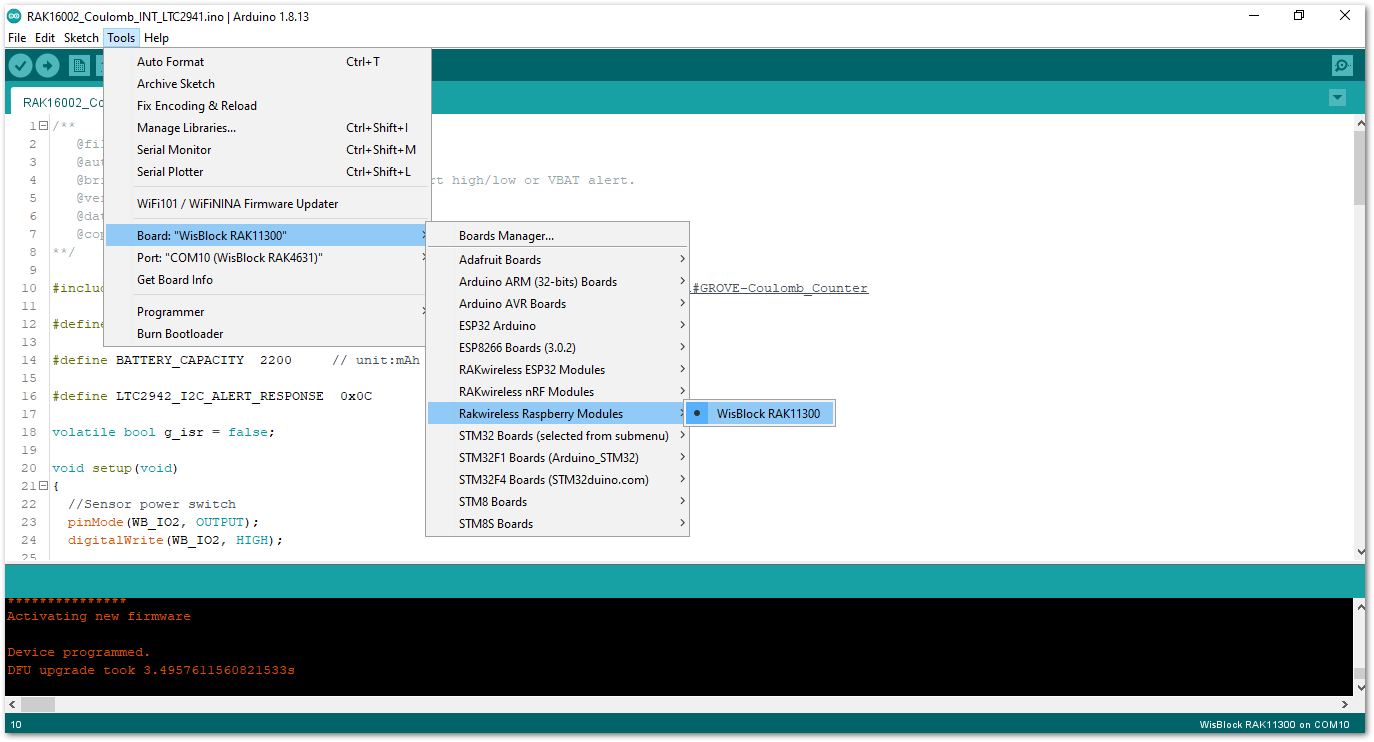 RAK16002_Coulomb_INT_LTC2941.ino | Arduino 1.8.13
File Edit Sketch Tools Help
RAK16002_Co
Auto Format Ctrl+T
Archive Sketch
Fix Encoding & Reload
Manage Libraries... Ctrl+Shift+I
Serial Monitor Ctrl+Shift+M
Serial Plotter Ctrl+Shift+L
WiFi101 / WiFiNINA Firmware Updater
Board: "WisBlock RAK11300"
Port: "COM10 (WisBlock RAK4631)"
Get Board Info
Programmer
Burn Bootloader
Boards Manager...
Adafruit Boards
Arduino ARM (32-bits) Boards
Arduino AVR Boards
ESP32 Arduino
ESP8266 Boards (3.0.2)
RAKwireless ESP32 Modules
RAKwireless nRF Modules
Rakwireless Raspberry Modules
STM32 Boards (selected from submenu)
STM32F1 Boards (Arduino_STM32)
STM32F4 Boards (STM32duino.com)
STM8 Boards
STM8S Boards
WisBlock RAK11300
1 /**
2 @fil
3 @aut
4 @bri rt high/low or VBAT alert.
5 @ver
6 @dat
7 @cop
8 **/
9
10 #inclu #GROVE-Coulomb_Counter
11
12 #define
13
14 #define BATTERY_CAPACITY 2200 // unit:mAh
15
16 #define LTC2942_I2C_ALERT_RESPONSE 0x0C
17
18 volatile bool g_isr = false;
19
20 void setup(void)
21 {
22 //Sensor power switch
23 pinMode(WB_IO2, OUTPUT);
24 digitalWrite(WB_IO2, HIGH);
25
***************
Activating new firmware
Device programmed.
DFU upgrade took 3.4957611560821533s
10 WisBlock RAK11300 on COM10